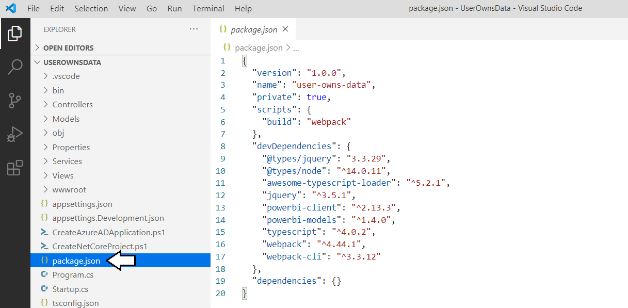 File Edit Selection View Go Run Terminal Help package.json - UserOwnsData - Visual Studio Code
EXPLORER
OPEN EDITORS
USEROWNSDATA
.vscode
bin
Controllers
Models
obj
Properties
Services
Views
wwwroot
{} appsettings.json
{} appsettings.Development.json
CreateAzureADApplication.ps1
CreateNetCoreProject.ps1
{} package.json
C# Program.cs
C# Startup.cs
tsconfig.json
{} package.json
{} package.json > ...
1 {
2 "version": "1.0.0",
3 "name": "user-owns-data",
4 "private": true,
5 "scripts": {
6 "build": "webpack"
7 },
8 "devDependencies": {
9 "@types/jquery": "3.3.29",
10 "@types/node": "^14.0.11",
11 "awesome-typescript-loader": "^5.2.1",
12 "jquery": "^3.5.1",
13 "powerbi-client": "^2.13.3",
14 "powerbi-models": "^1.4.0",
15 "typescript": "^4.0.2",
16 "webpack": "^4.44.1",
17 "webpack-cli": "^3.3.12"
18 },
19 "dependencies": {}
20 }